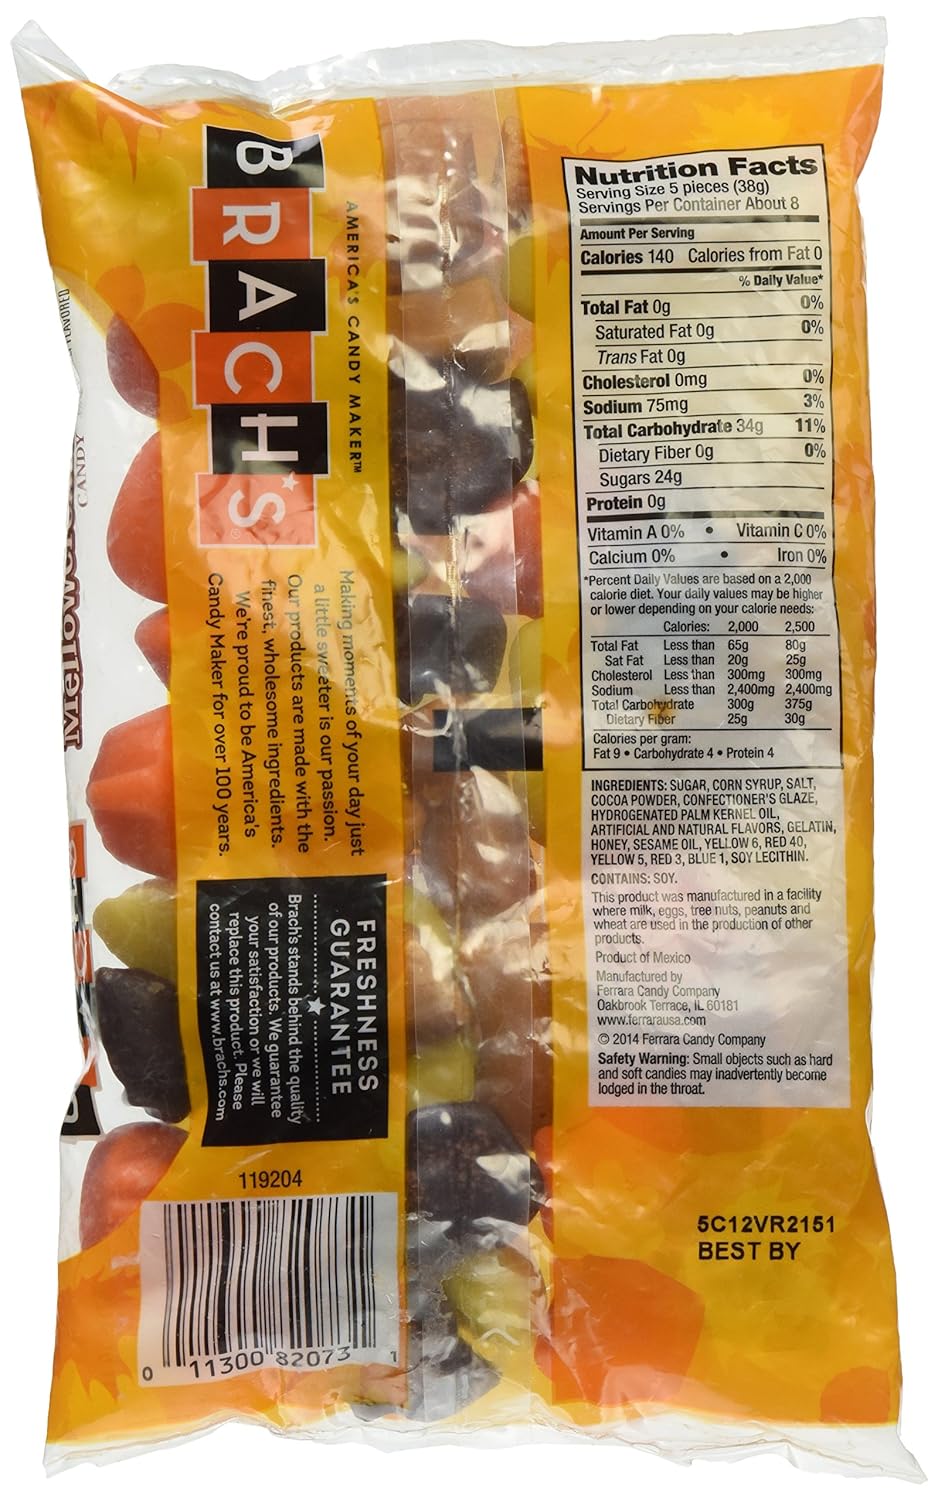 BRACH'S
AMERICA'S CANDY MAKER™
Making moments of your day just
a little sweeter is our passion.
Our products are made with the
finest, wholesome ingredients.
We're proud to be America's
Candy Maker for over 100 years.
FRESHNESS
GUARANTEE
Brach's stands behind the quality
of our products. We guarantee
your satisfaction or we will
replace this product. Please
contact us at www.brachs.com
119204
0 11300 82073 1
FLAVORED
CANDY
Nutrition Facts
Serving Size 5 pieces (38g)
Servings Per Container About 8
Amount Per Serving
Calories 140 Calories from Fat 0
% Daily Value*
Total Fat 0g 0%
Saturated Fat 0g 0%
Trans Fat 0g
Cholesterol 0mg 0%
Sodium 75mg 3%
Total Carbohydrate 34g 11%
Dietary Fiber 0g 0%
Sugars 24g
Protein 0g
Vitamin A 0% • Vitamin C 0%
Calcium 0% • Iron 0%
*Percent Daily Values are based on a 2,000
calorie diet. Your daily values may be higher
or lower depending on your calorie needs:
Calories: 2,000 2,500
Total Fat Less than 65g 80g
Sat Fat Less than 20g 25g
Cholesterol Less than 300mg 300mg
Sodium Less than 2,400mg 2,400mg
Total Carbohydrate 300g 375g
Dietary Fiber 25g 30g
Calories per gram:
Fat 9 • Carbohydrate 4 • Protein 4
INGREDIENTS: SUGAR, CORN SYRUP, SALT,
COCOA POWDER, CONFECTIONER'S GLAZE,
HYDROGENATED PALM KERNEL OIL,
ARTIFICIAL AND NATURAL FLAVORS, GELATIN,
HONEY, SESAME OIL, YELLOW 6, RED 40,
YELLOW 5, RED 3, BLUE 1, SOY LECITHIN.
CONTAINS: SOY.
This product was manufactured in a facility
where milk, eggs, tree nuts, peanuts and
wheat are used in the production of other
products.
Product of Mexico
Manufactured by
Ferrara Candy Company
Oakbrook Terrace, IL 60181
www.ferrarausa.com
© 2014 Ferrara Candy Company
Safety Warning: Small objects such as hard
and soft candies may inadvertently become
lodged in the throat.
5C12VR2151
BEST BY